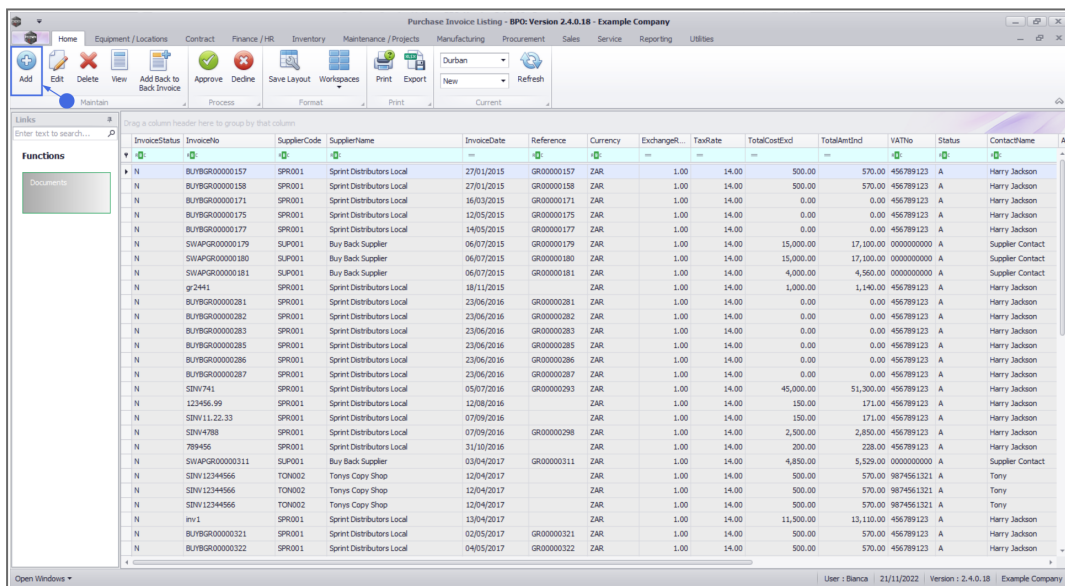 Purchase Invoice Listing - BPO: Version 2.4.0.18 - Example Company
Home Equipment / Locations Contract Finance / HR Inventory Maintenance / Projects Manufacturing Procurement Sales Service Reporting Utilities
Add Edit Delete View Add Back to Back Invoice Approve Decline Save Layout Workspaces Print Export Durban New Refresh
Maintain Process Format Print Current
Links
Enter text to search...
Functions
Documents
Drag a column header here to group by that column
InvoiceStatus InvoiceNo SupplierCode SupplierName InvoiceDate Reference Currency ExchangeR... TaxRate TotalCostExcl TotalAmtIncl VATNo Status ContactName A
N BUYBGR00000157 SPR001 Sprint Distributors Local 27/01/2015 GR00000157 ZAR 1.00 14.00 500.00 570.00 456789123 A Harry Jackson
N BUYBGR00000158 SPR001 Sprint Distributors Local 27/01/2015 GR00000158 ZAR 1.00 14.00 500.00 570.00 456789123 A Harry Jackson
N BUYBGR00000171 SPR001 Sprint Distributors Local 16/03/2015 GR00000171 ZAR 1.00 14.00 0.00 0.00 456789123 A Harry Jackson
N BUYBGR00000175 SPR001 Sprint Distributors Local 12/05/2015 GR00000175 ZAR 1.00 14.00 0.00 0.00 456789123 A Harry Jackson
N BUYBGR00000177 SPR001 Sprint Distributors Local 14/05/2015 GR00000177 ZAR 1.00 14.00 0.00 0.00 456789123 A Harry Jackson
N SWAPGR00000179 SUP001 Buy Back Supplier 06/07/2015 GR00000179 ZAR 1.00 14.00 15,000.00 17,100.00 0000000000 A Supplier Contact
N SWAPGR00000180 SUP001 Buy Back Supplier 06/07/2015 GR00000180 ZAR 1.00 14.00 15,000.00 17,100.00 0000000000 A Supplier Contact
N SWAPGR00000181 SUP001 Buy Back Supplier 06/07/2015 GR00000181 ZAR 1.00 14.00 4,000.00 4,560.00 0000000000 A Supplier Contact
N gr2441 SPR001 Sprint Distributors Local 18/11/2015 ZAR 1.00 14.00 1,000.00 1,140.00 456789123 A Harry Jackson
N BUYBGR00000281 SPR001 Sprint Distributors Local 23/06/2016 GR00000281 ZAR 1.00 14.00 0.00 0.00 456789123 A Harry Jackson
N BUYBGR00000282 SPR001 Sprint Distributors Local 23/06/2016 GR00000282 ZAR 1.00 14.00 0.00 0.00 456789123 A Harry Jackson
N BUYBGR00000283 SPR001 Sprint Distributors Local 23/06/2016 GR00000283 ZAR 1.00 14.00 0.00 0.00 456789123 A Harry Jackson
N BUYBGR00000285 SPR001 Sprint Distributors Local 23/06/2016 GR00000285 ZAR 1.00 14.00 0.00 0.00 456789123 A Harry Jackson
N BUYBGR00000286 SPR001 Sprint Distributors Local 23/06/2016 GR00000286 ZAR 1.00 14.00 0.00 0.00 456789123 A Harry Jackson
N BUYBGR00000287 SPR001 Sprint Distributors Local 23/06/2016 GR00000287 ZAR 1.00 14.00 0.00 0.00 456789123 A Harry Jackson
N SINV741 SPR001 Sprint Distributors Local 05/07/2016 GR00000293 ZAR 1.00 14.00 45,000.00 51,300.00 456789123 A Harry Jackson
N 123456.99 SPR001 Sprint Distributors Local 12/08/2016 ZAR 1.00 14.00 150.00 171.00 456789123 A Harry Jackson
N SINV11.22.33 SPR001 Sprint Distributors Local 07/09/2016 ZAR 1.00 14.00 150.00 171.00 456789123 A Harry Jackson
N SINV4788 SPR001 Sprint Distributors Local 07/09/2016 GR00000298 ZAR 1.00 14.00 2,500.00 2,850.00 456789123 A Harry Jackson
N 789456 SPR001 Sprint Distributors Local 31/10/2016 ZAR 1.00 14.00 200.00 228.00 456789123 A Harry Jackson
N SWAPGR00000311 SUP001 Buy Back Supplier 03/04/2017 GR00000311 ZAR 1.00 14.00 4,850.00 5,529.00 0000000000 A Supplier Contact
N SINV12344566 TON002 Tonys Copy Shop 12/04/2017 ZAR 1.00 14.00 500.00 570.00 9874561321 A Tony
N SINV12344566 TON002 Tonys Copy Shop 12/04/2017 ZAR 1.00 14.00 500.00 570.00 9874561321 A Tony
N SINV12344566 TON002 Tonys Copy Shop 12/04/2017 ZAR 1.00 14.00 500.00 570.00 9874561321 A Tony
N inv1 SPR001 Sprint Distributors Local 13/04/2017 ZAR 1.00 14.00 11,500.00 13,110.00 456789123 A Harry Jackson
N BUYBGR00000321 SPR001 Sprint Distributors Local 02/05/2017 GR00000321 ZAR 1.00 14.00 500.00 570.00 456789123 A Harry Jackson
N BUYBGR00000322 SPR001 Sprint Distributors Local 04/05/2017 GR00000322 ZAR 1.00 14.00 500.00 570.00 456789123 A Harry Jackson
Open Windows User : Bianca 21/11/2022 Version : 2.4.0.18 Example Company